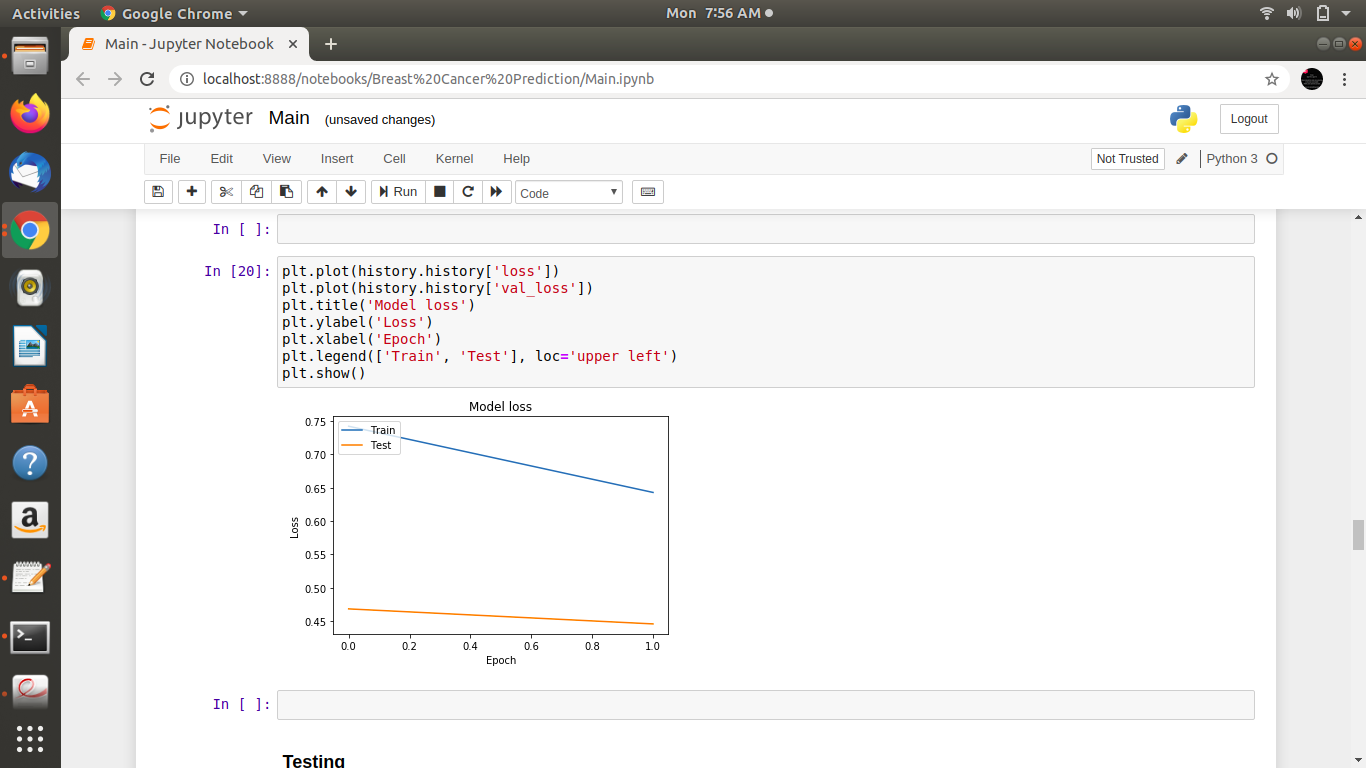 Activities
Google Chrome
Mon 7:56 AM
Main - Jupyter Notebook
localhost:8888/notebooks/Breast%20Cancer%20Prediction/Main.ipynb
jupyter Main (unsaved changes)
Logout
File Edit View Insert Cell Kernel Help
Not Trusted
Python 3
Run
Code
In [ ]:
In [20]:
plt.plot(history.history['loss'])
plt.plot(history.history['val_loss'])
plt.title('Model loss')
plt.ylabel('Loss')
plt.xlabel('Epoch')
plt.legend(['Train', 'Test'], loc='upper left')
plt.show()
Model loss
Train
Test
0.75
0.70
0.65
0.60
0.55
0.50
0.45
Loss
0.0 0.2 0.4 0.6 0.8 1.0
Epoch
In [ ]:
Testing